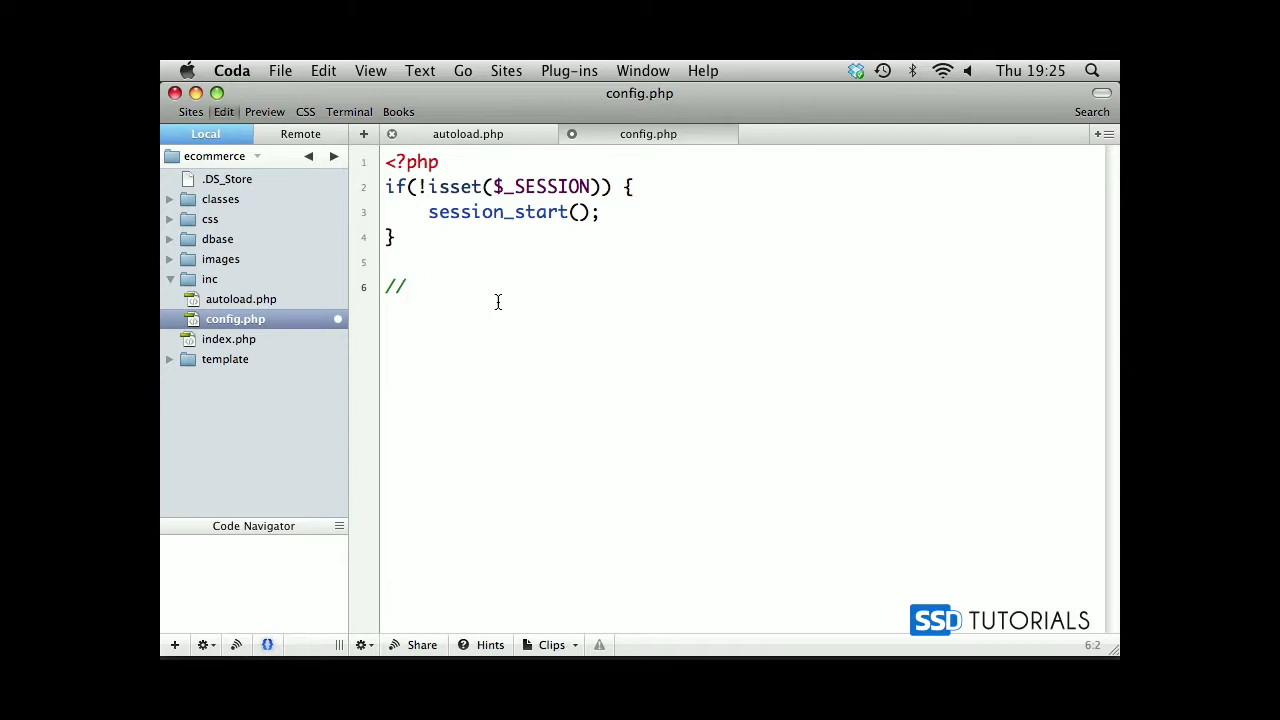 Coda File Edit View Text Go Sites Plug-ins Window Help Thu 19:25
config.php
Sites Edit Preview CSS Terminal Books Search
Local Remote + autoload.php config.php
ecommerce
.DS_Store
classes
css
dbase
images
inc
autoload.php
config.php
index.php
template
1 <?php
2 if(!isset($_SESSION)) {
3 session_start();
4 }
5
6 //
Code Navigator
SSD TUTORIALS
Share Hints Clips 6:2